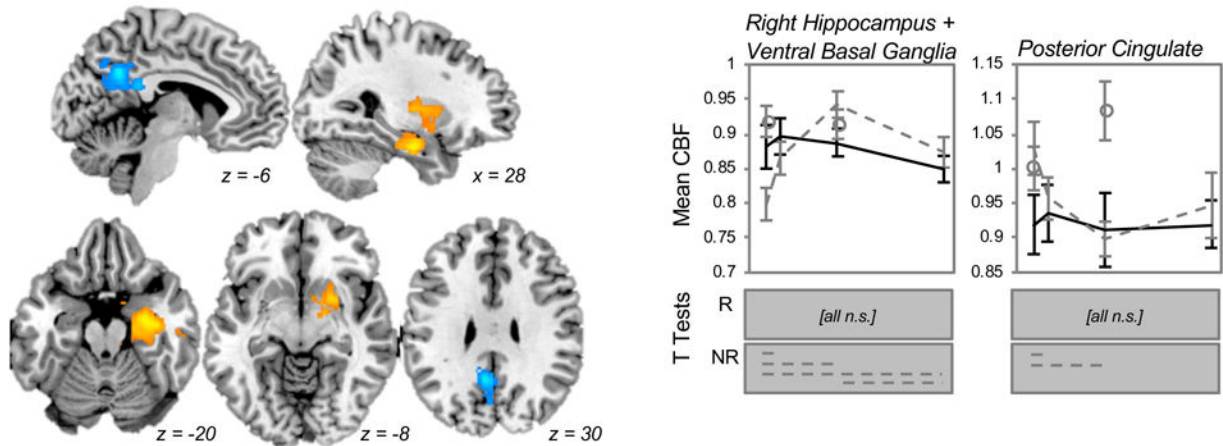 z = -6
x = 28
z = -20
z = -8
z = 30
Right Hippocampus +
Ventral Basal Ganglia
Posterior Cingulate
Mean CBF
1
0.95
0.9
0.85
0.8
0.75
0.7
1.15
1.1
1.05
1
0.95
0.9
0.85
T Tests
R
[all n.s.]
[all n.s.]
NR